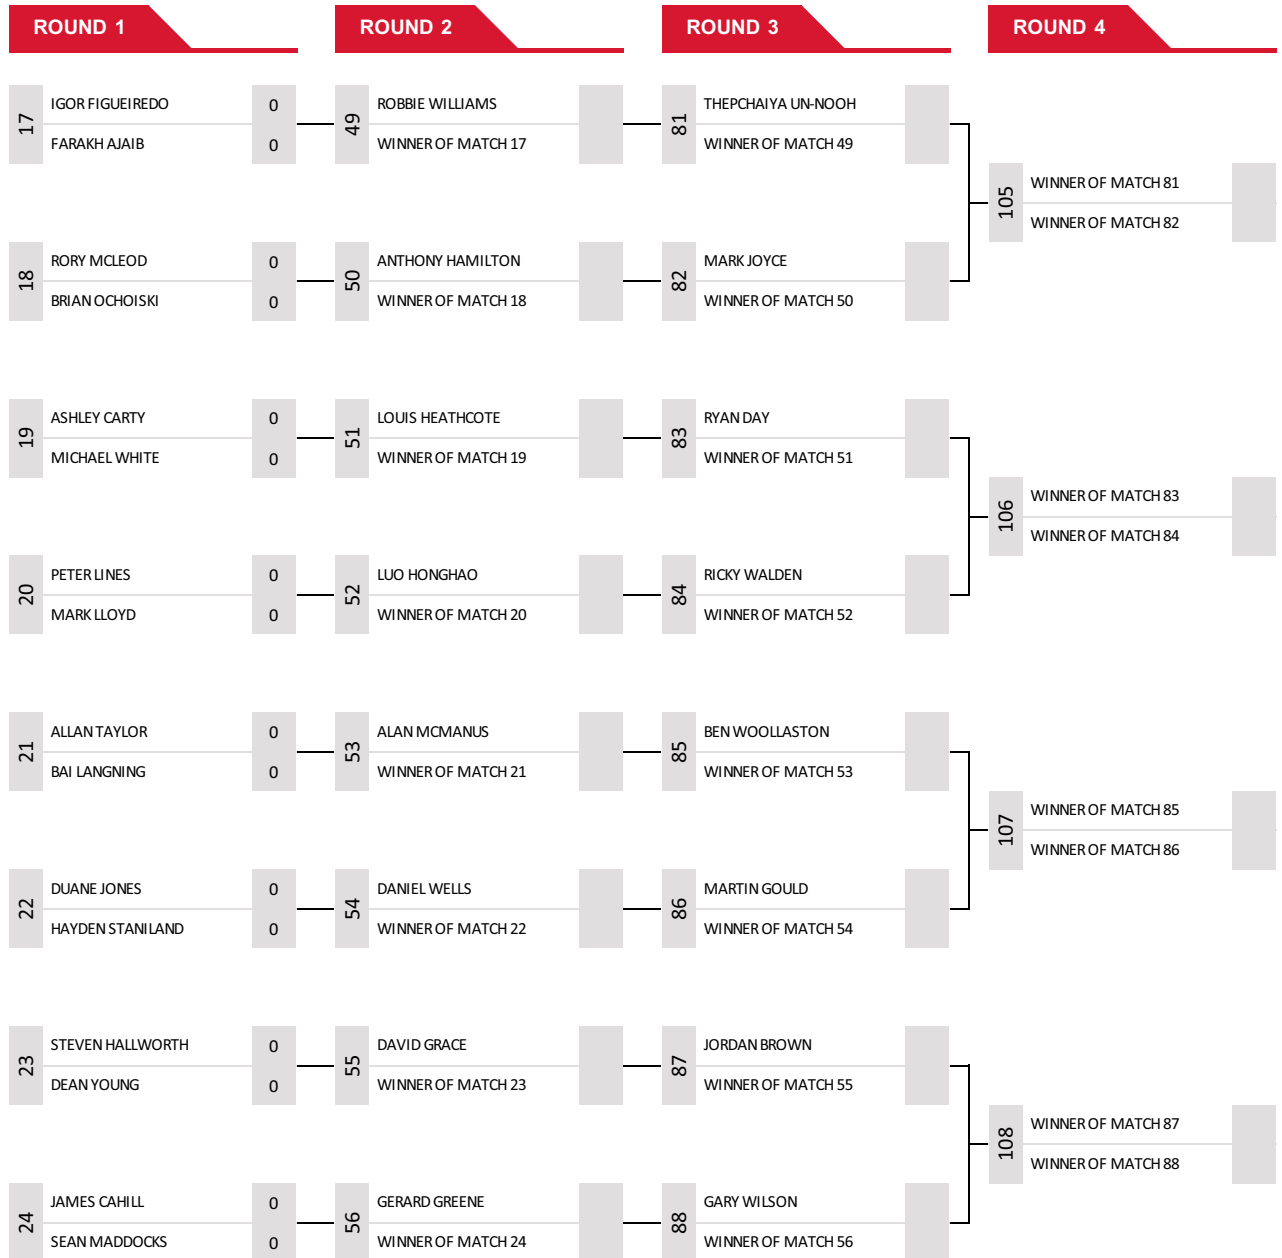 ROUND 1
ROUND 2
ROUND 3
ROUND 4
17
IGOR FIGUEIREDO
0
FARAKH AJAIB
0
49
ROBBIE WILLIAMS
WINNER OF MATCH 17
81
THEPCHAIYA UN-NOOH
WINNER OF MATCH 49
105
WINNER OF MATCH 81
WINNER OF MATCH 82
18
RORY MCLEOD
0
BRIAN OCHOISKI
0
50
ANTHONY HAMILTON
WINNER OF MATCH 18
82
MARK JOYCE
WINNER OF MATCH 50
19
ASHLEY CARTY
0
MICHAEL WHITE
0
51
LOUIS HEATHCOTE
WINNER OF MATCH 19
83
RYAN DAY
WINNER OF MATCH 51
106
WINNER OF MATCH 83
WINNER OF MATCH 84
20
PETER LINES
0
MARK LLOYD
0
52
LUO HONGHAO
WINNER OF MATCH 20
84
RICKY WALDEN
WINNER OF MATCH 52
21
ALLAN TAYLOR
0
BAI LANGNING
0
53
ALAN MCMANUS
WINNER OF MATCH 21
85
BEN WOOLLASTON
WINNER OF MATCH 53
107
WINNER OF MATCH 85
WINNER OF MATCH 86
22
DUANE JONES
0
HAYDEN STANILAND
0
54
DANIEL WELLS
WINNER OF MATCH 22
86
MARTIN GOULD
WINNER OF MATCH 54
23
STEVEN HALLWORTH
0
DEAN YOUNG
0
55
DAVID GRACE
WINNER OF MATCH 23
87
JORDAN BROWN
WINNER OF MATCH 55
108
WINNER OF MATCH 87
WINNER OF MATCH 88
24
JAMES CAHILL
0
SEAN MADDOCKS
0
56
GERARD GREENE
WINNER OF MATCH 24
88
GARY WILSON
WINNER OF MATCH 56